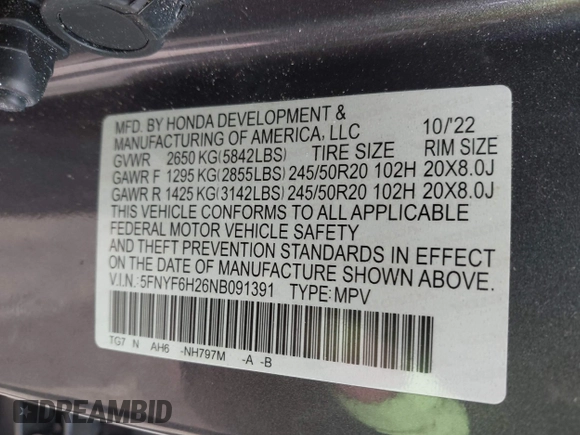 MFD. BY HONDA DEVELOPMENT & 
MANUFACTURING OF AMERICA, LLC 10/'22
GVWR 2650 KG(5842LBS) TIRE SIZE RIM SIZE
GAWR F 1295 KG(2855LBS) 245/50R20 102H 20X8.0J
GAWR R 1425 KG(3142LBS) 245/50R20 102H 20X8.0J
THIS VEHICLE CONFORMS TO ALL APPLICABLE
FEDERAL MOTOR VEHICLE SAFETY
AND THEFT PREVENTION STANDARDS IN EFFECT
ON THE DATE OF MANUFACTURE SHOWN ABOVE.
V.I.N.: 5FNYF6H26NB091391 TYPE: MPV
TG7 N AH6 -NH797M -A -B
DREAMBID